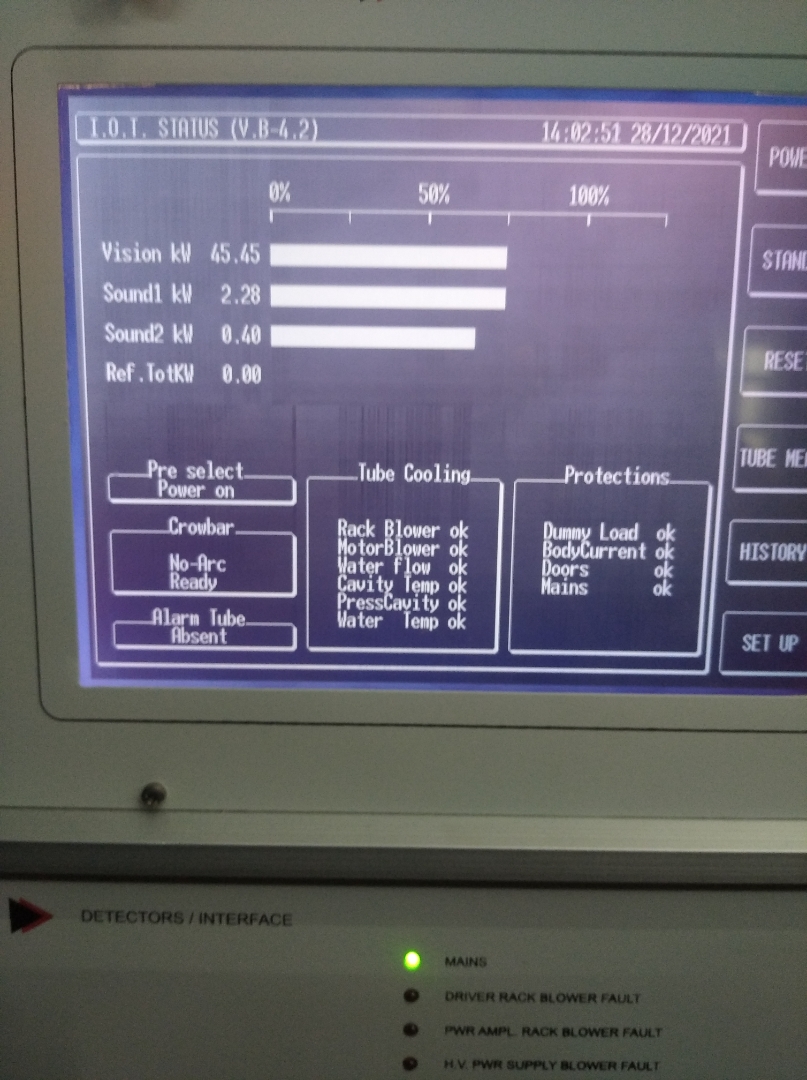 I.O.T. STATUS (V.B-4.2) 14:02:51 28/12/2021
0% 50% 100%
Vision kW 45.45
Sound1 kW 2.28
Sound2 kW 0.40
Ref.TotKW 0.00
Pre select
Power on
Crowbar
No-Arc
Ready
Alarm Tube
Absent
Tube Cooling
Rack Blower ok
MotorBlower ok
Water flow ok
Cavity Temp ok
PressCavity ok
Water Temp ok
Protections
Dummy Load ok
BodyCurrent ok
Doors ok
Mains ok
POWE
STAND
RESE
TUBE ME
HISTORY
SET UP
DETECTORS / INTERFACE
MAINS
DRIVER RACK BLOWER FAULT
PWR AMPL. RACK BLOWER FAULT
H.V. PWR SUPPLY BLOWER FAULT